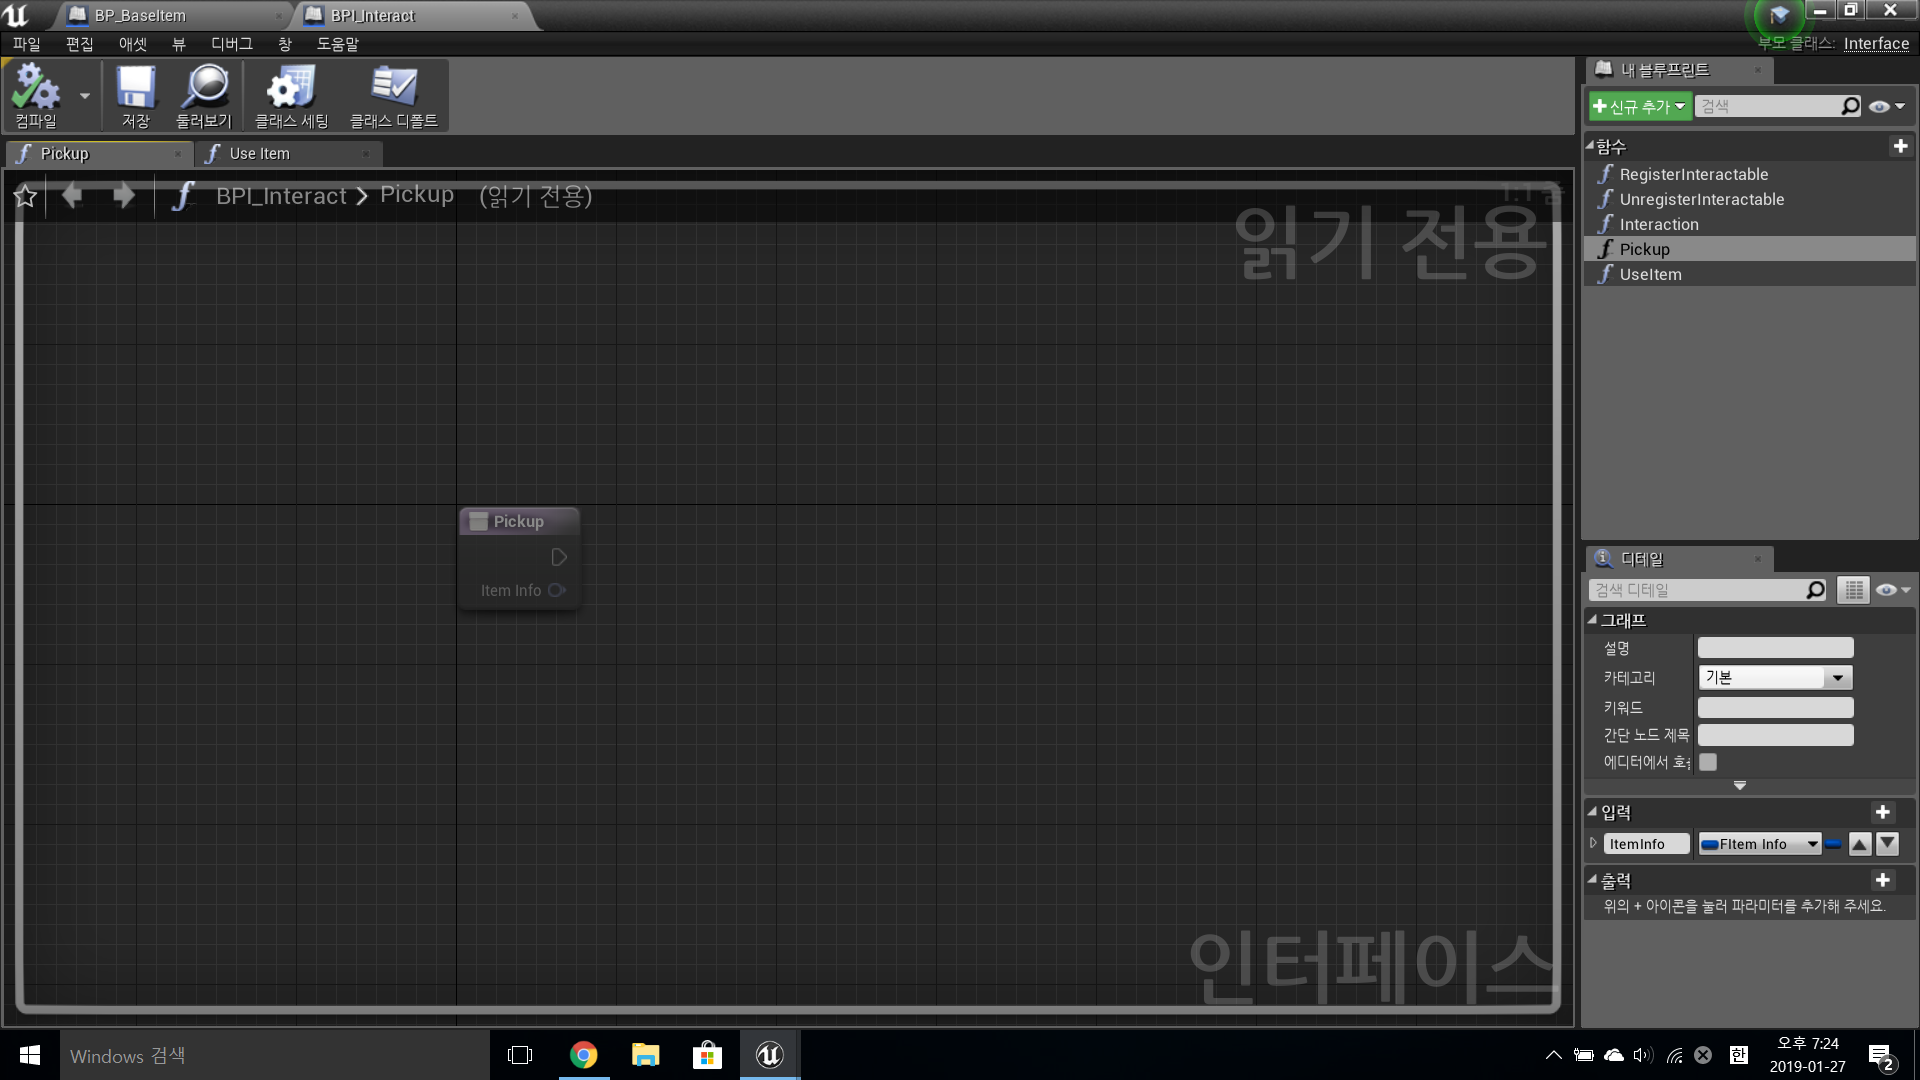 BP_BaseItem
BPI_Interact
파일 편집 애셋 뷰 디버그 창 도움말
부모 클래스: Interface
컴파일
저장
둘러보기
클래스 세팅
클래스 디폴트
Pickup
Use Item
BPI_Interact > Pickup (읽기 전용)
1:1 줌
읽기 전용
Pickup
Item Info
인터페이스
내 블루프린트
신규 추가
검색
함수
RegisterInteractable
UnregisterInteractable
Interaction
Pickup
UseItem
디테일
검색 디테일
그래프
설명
카테고리 기본
키워드
간단 노드 제목
에디터에서
입력
ItemInfo FItem Info
출력
위의 + 아이콘을 눌러 파라미터를 추가해 주세요.
Windows 검색
한
오후 7:24
2019-01-27
2